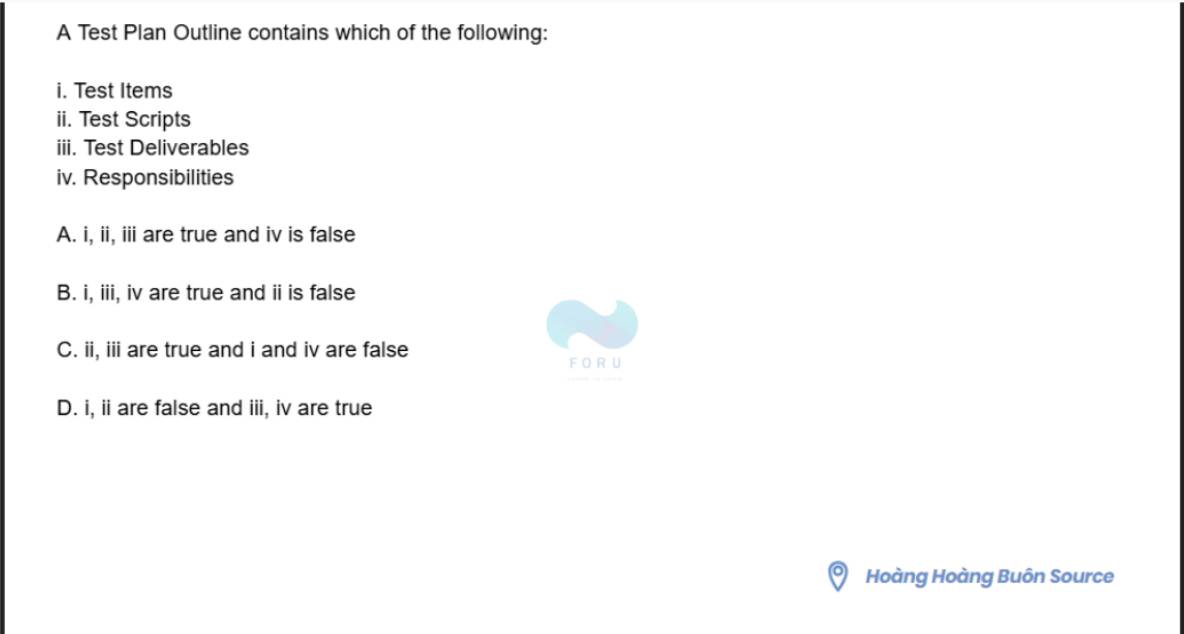 A Test Plan Outline contains which of the following:
i. Test Items
ii. Test Scripts
iii. Test Deliverables
iv. Responsibilities
A. i, ii, iii are true and iv is false
B. i, iii, iv are true and ii is false
C. ii, iii are true and i and iv are false
D. i, ii are false and iii, iv are true
FORU
Hoàng Hoàng Buôn Source